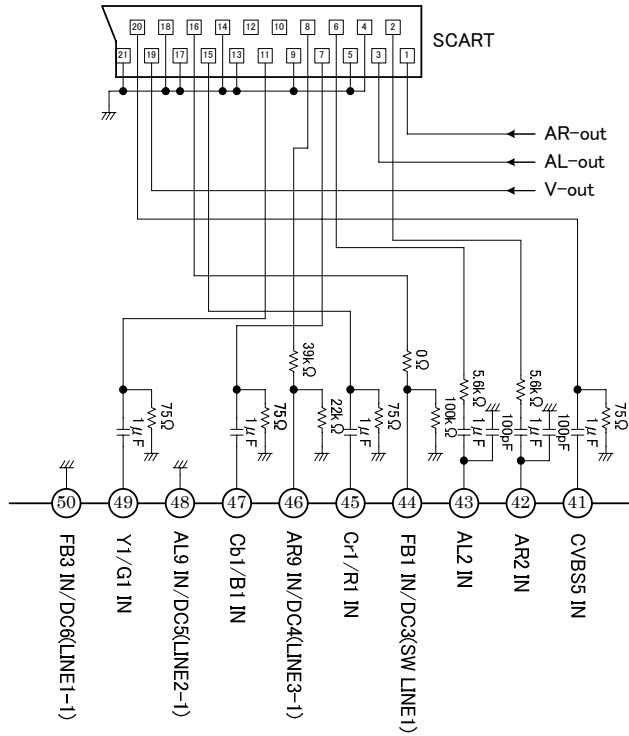 20 18 16 14 12 10 8 6 4 2
SCART
21 19 17 15 13 11 9 7 5 3 1
AR-out
AL-out
V-out
39kΩ
0Ω
5.6kΩ
5.6kΩ
75Ω
1μF
75Ω
1μF
22kΩ
75Ω
1μF
100kΩ
1μF
100pF
1μF
100pF
75Ω
1μF
50 49 48 47 46 45 44 43 42 41
FB3 IN/DC6(LINE1-1)
Y1/G1 IN
AL9 IN/DC5(LINE2-1)
Cb1/B1 IN
AR9 IN/DC4(LINE3-1)
Cr1/R1 IN
FB1 IN/DC3(SW LINE1)
AL2 IN
AR2 IN
CVBS5 IN